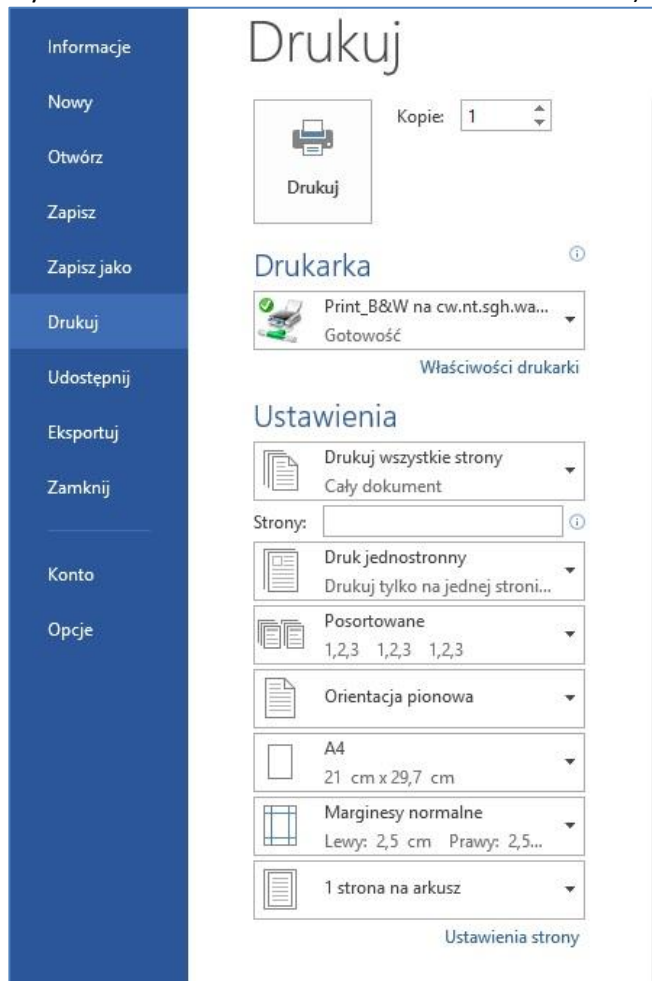 Informacje
Nowy
Otwórz
Zapisz
Zapisz jako
Drukuj
Udostępnij
Eksportuj
Zamknij
Konto
Opcje
Drukuj
Kopie: 1
Drukuj
Drukarka
Print_B&W na cw.nt.sgh.wa...
Gotowość
Właściwości drukarki
Ustawienia
Drukuj wszystkie strony
Cały dokument
Strony:
Druk jednostronny
Drukuj tylko na jednej stroni...
Posortowane
1,2,3 1,2,3 1,2,3
Orientacja pionowa
A4
21 cm x 29,7 cm
Marginesy normalne
Lewy: 2,5 cm Prawy: 2,5...
1 strona na arkusz
Ustawienia strony